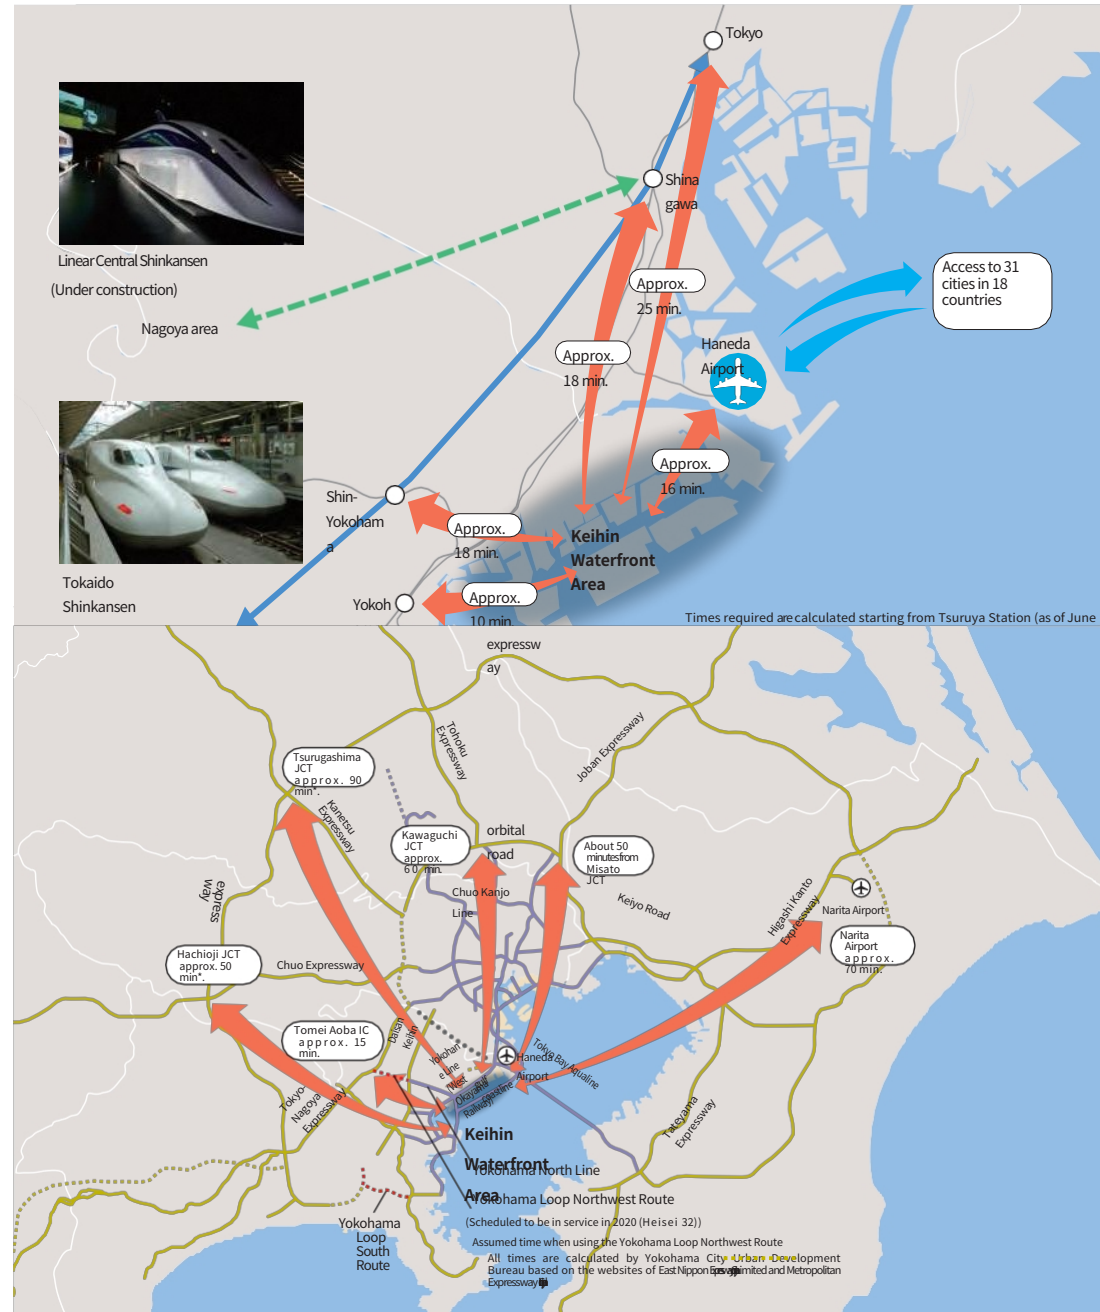 Tokyo
Shina
gawa
Linear Central Shinkansen
(Under construction)
Nagoya area
Access to 31
cities in 18
countries
Approx.
25 min.
Haneda
Airport
Approx.
18 min.
Approx.
16 min.
Shin-
Yokoham
a
Approx.
18 min.
Keihin
Waterfront
Area
Tokaido
Shinkansen
Yokoh
Approx.
10 min.
Times required are calculated starting from Tsuruya Station (as of June
expressw
ay
Tohoku
Expressway
Joban Expressway
Tsurugashima
JCT
approx. 90
min*.
Kanetsu
Expressway
Kawaguchi
JCT
approx.
60 min.
orbital
road
About 50
minutes from
Misato
JCT
express
way
Chuo Kanjo
Line
Keiyo Road
Higashi Kanto
Expressway
Narita Airport
Narita
Airport
approx.
70 min.
Hachioji JCT
approx. 50
min*.
Chuo Expressway
Tomei Aoba IC
approx. 15
min.
Daisan
Keihin
Yokohan
e Line
(West
Okayama
Railway)
coastline
Haneda
Airport
Tokyo Bay Aqualine
Tokyo-
Nagoya
Expressway
Tateyama
Expressway
Keihin
Waterfront
Area
Yokohama North Line
Yokohama Loop Northwest Route
(Scheduled to be in service in 2020 (Heisei 32))
Yokohama
Loop
South
Route
Assumed time when using the Yokohama Loop Northwest Route
All times are calculated by Yokohama City Urban Development
Bureau based on the websites of East Nippon Limited and Metropolitan
Expressway